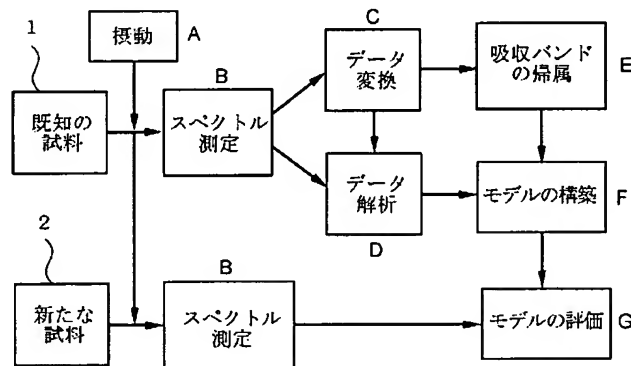 1
摂動
A
C
データ
変換
吸収バンド
の帰属
E
既知の
試料
B
スペクトル
測定
データ
解析
D
モデルの構築
F
2
新たな
試料
B
スペクトル
測定
モデルの評価
G